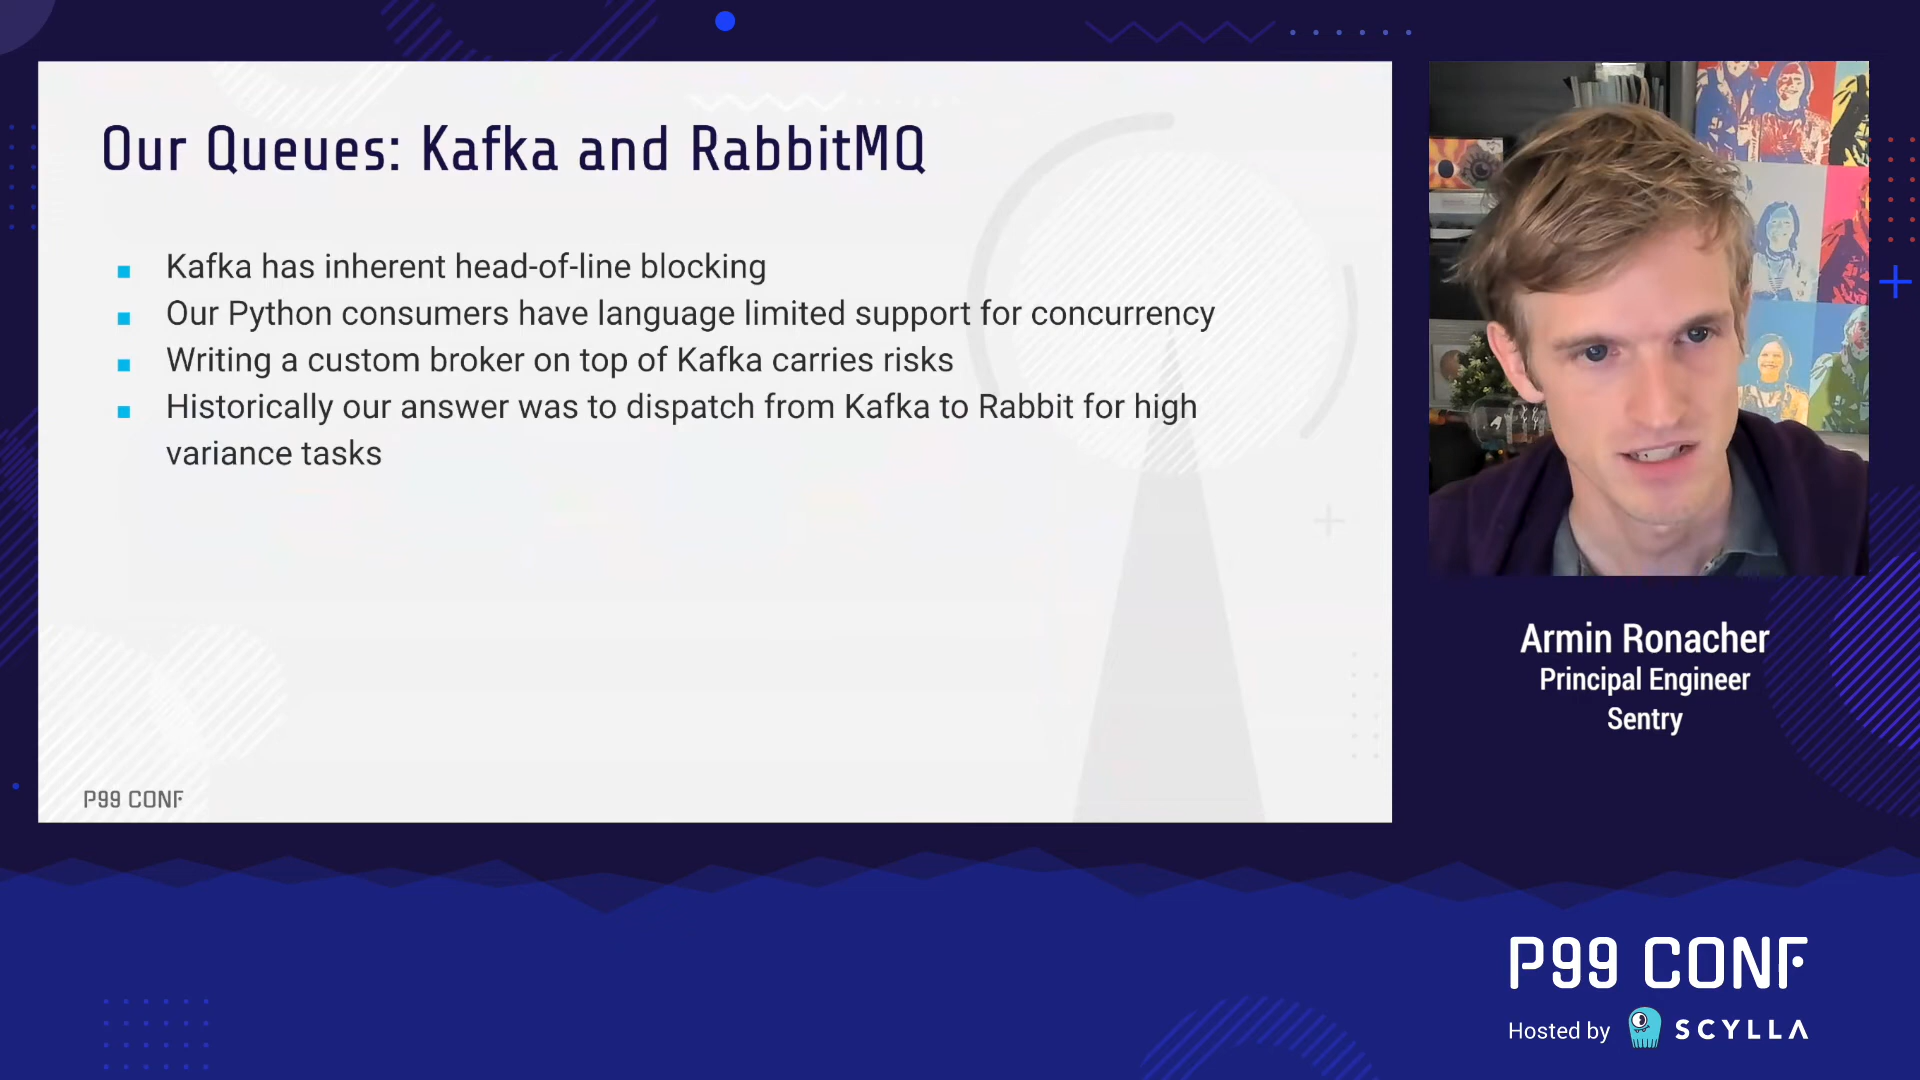 Our Queues: Kafka and RabbitMQ
Kafka has inherent head-of-line blocking
Our Python consumers have language limited support for concurrency
Writing a custom broker on top of Kafka carries risks
Historically our answer was to dispatch from Kafka to Rabbit for high
variance tasks
P99 CONF
Armin Ronacher
Principal Engineer
Sentry
P99 CONF
Hosted by SCYLLA